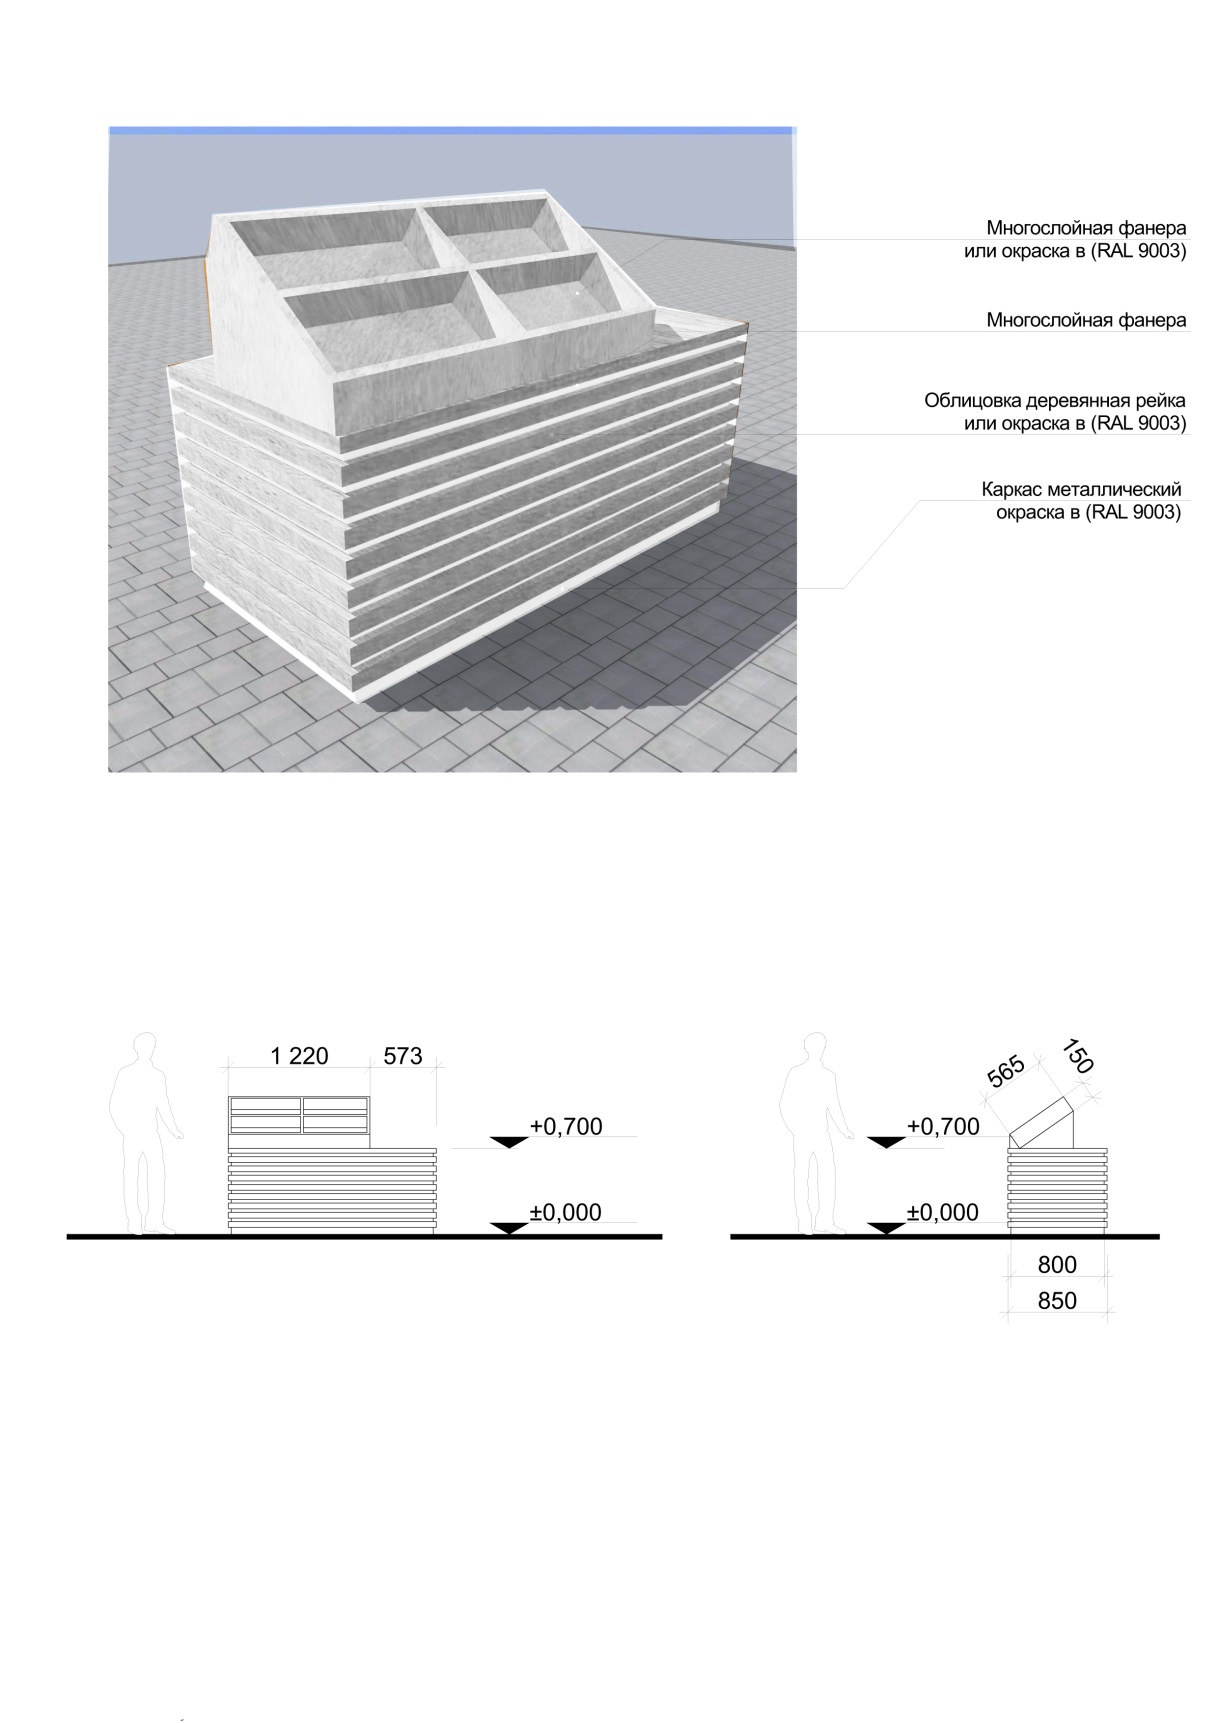 Многослойная фанера
или окраска в (RAL 9003)
Многослойная фанера
Облицовка деревянная рейка
или окраска в (RAL 9003)
Каркас металлический
окраска в (RAL 9003)
1 220
573
+0,700
±0,000
565
150
+0,700
±0,000
800
850